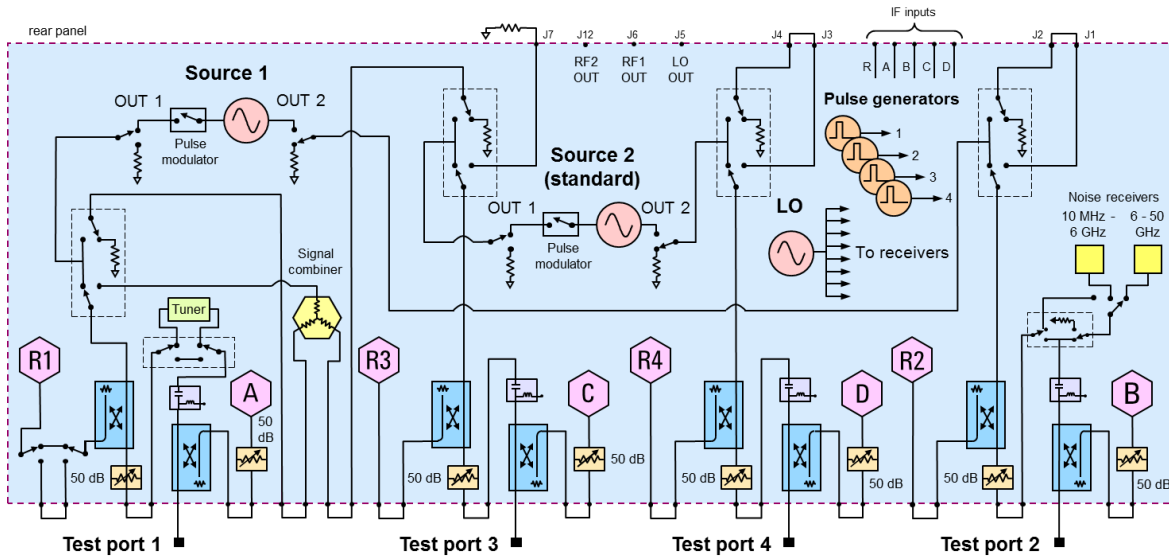 rear panel
J7
J12
J6
J5
J4
J3
IF inputs
J2
J1
RF2
OUT
RF1
OUT
LO
OUT
R
A
B
C
D
Source 1
OUT 1
OUT 2
Pulse
modulator
Pulse generators
1
2
3
4
Source 2
(standard)
OUT 1
OUT 2
Pulse
modulator
LO
To receivers
Noise receivers
10 MHz -
6 GHz
6 - 50
GHz
Signal
combiner
Tuner
R1
A
R3
C
R4
D
R2
B
50
dB
50 dB
50 dB
50 dB
50 dB
50 dB
50 dB
50 dB
Test port 1
Test port 3
Test port 4
Test port 2